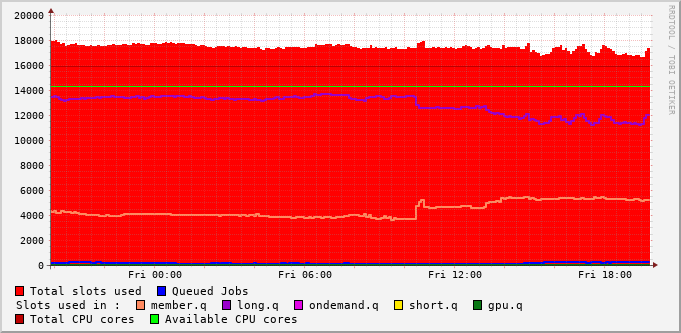 RRDTOOL / TOBI OETIKER
20000
18000
16000
14000
12000
10000
8000
6000
4000
2000
0
Fri 00:00 Fri 06:00 Fri 12:00 Fri 18:00
Total slots used Queued Jobs
Slots used in : member.q long.q ondemand.q short.q gpu.q
Total CPU cores Available CPU cores